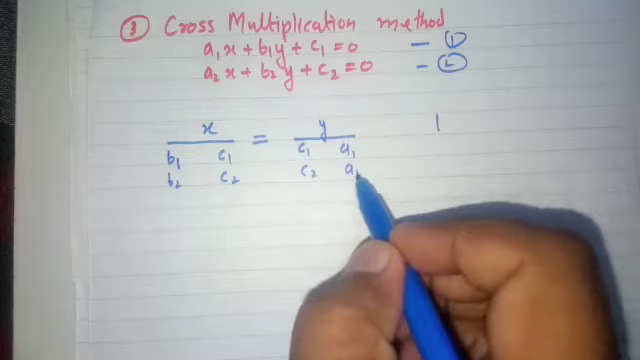 ③ Cross Multiplication method
a₁x + b₁y + c₁ = 0 — ①
a₂x + b₂y + c₂ = 0 — ②
x = y 1
b₁ c₁ c₁ a₁
b₂ c₂ c₂ a₂